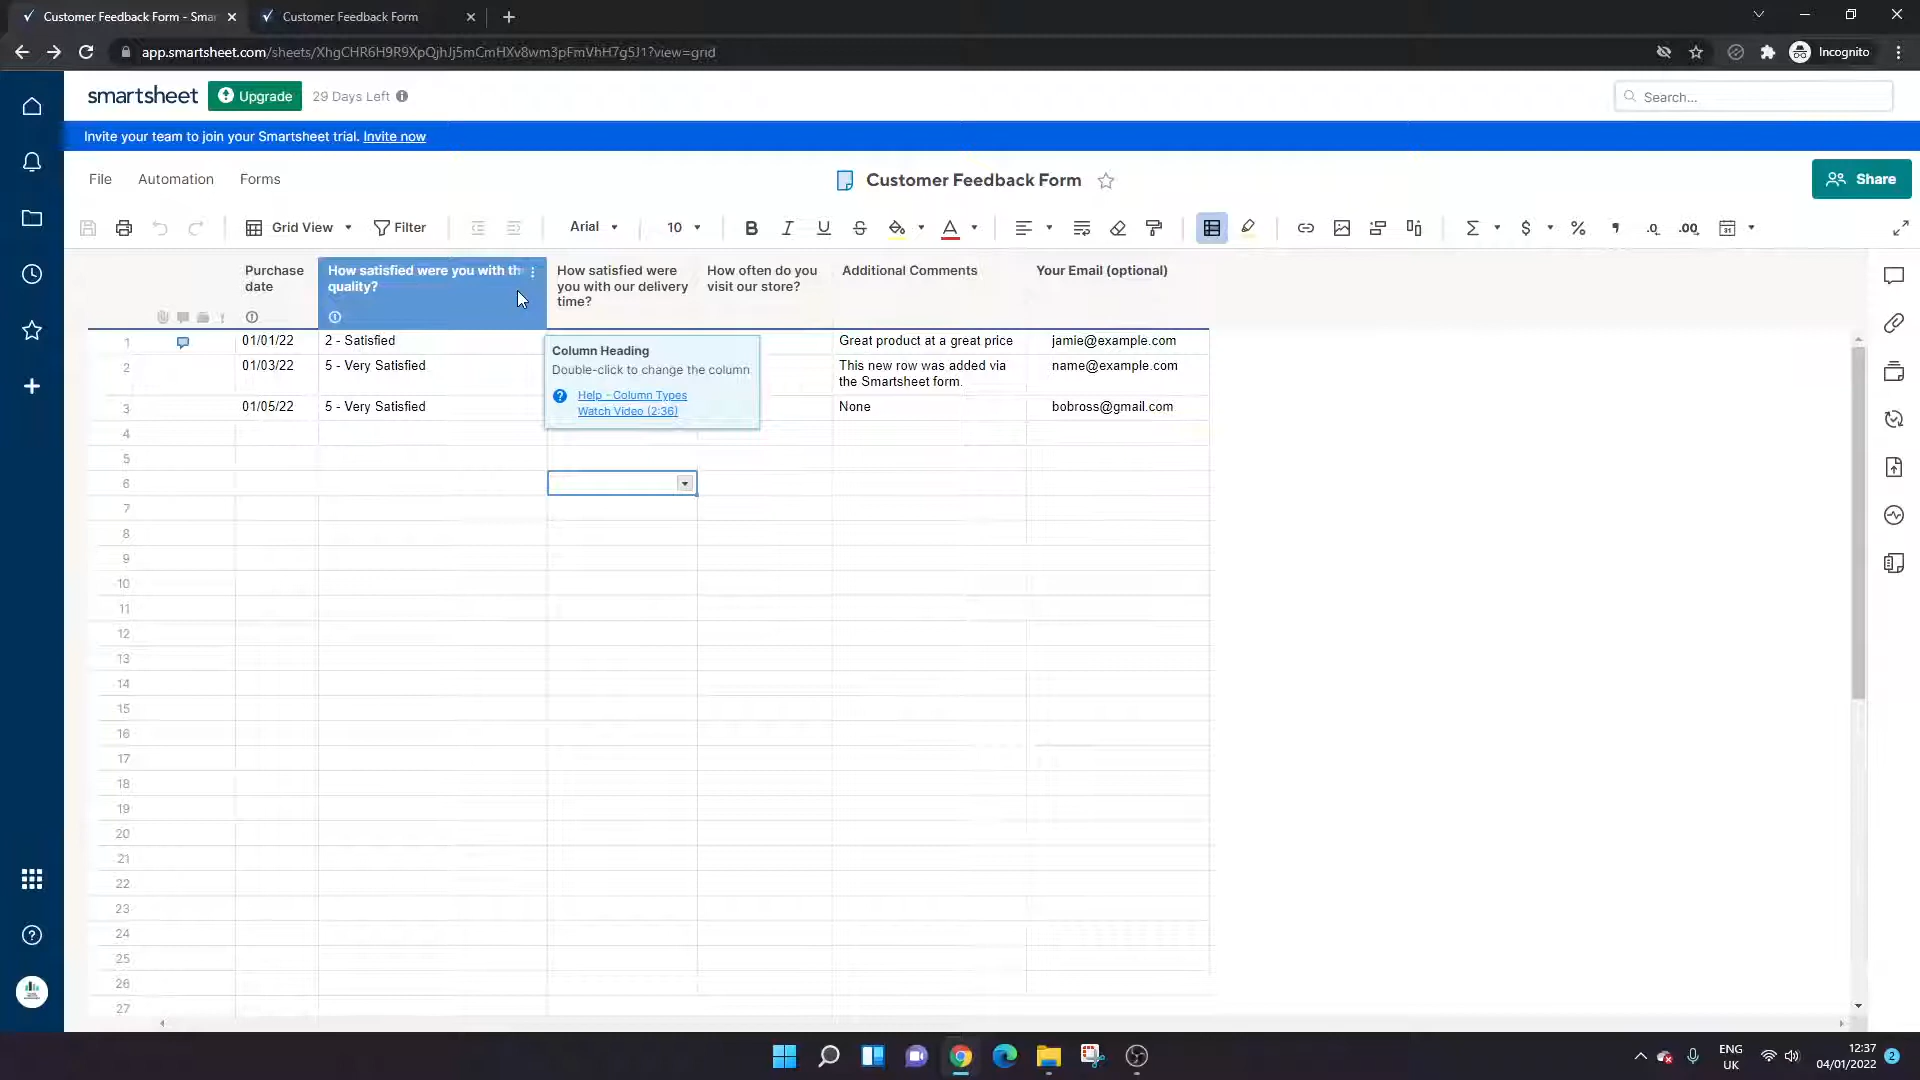 Customer Feedback Form - Smar
Customer Feedback Form
app.smartsheet.com/sheets/XhgCHR6H9R9XpQjhJj5mCmHXv8wm3pFmVhH7g5J1?view=grid
Incognito
smartsheet
Upgrade
29 Days Left
Search...
Invite your team to join your Smartsheet trial. Invite now
File
Automation
Forms
Customer Feedback Form
Share
Grid View
Filter
Arial
10
Purchase date
How satisfied were you with th
quality?
How satisfied were
you with our delivery
time?
How often do you
visit our store?
Additional Comments
Your Email (optional)
1
01/01/22
2 - Satisfied
Great product at a great price
jamie@example.com
2
01/03/22
5 - Very Satisfied
This new row was added via
the Smartsheet form.
name@example.com
3
01/05/22
5 - Very Satisfied
None
bobross@gmail.com
Column Heading
Double-click to change the column
Help - Column Types
Watch Video (2:36)
4
5
6
7
8
9
10
11
12
13
14
15
16
17
18
19
20
21
22
23
24
25
26
27
ENG
UK
12:37
04/01/2022
2